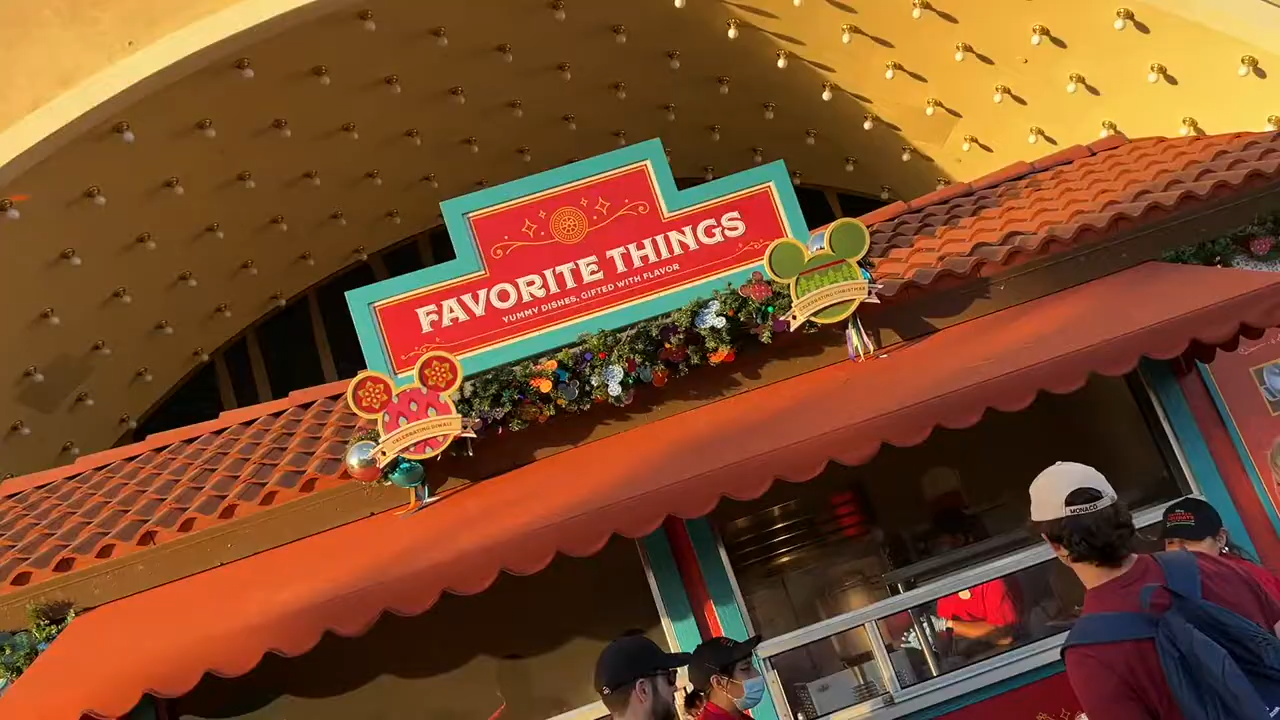 FAVORITE THINGS
YUMMY DISHES, GIFTED WITH FLAVOR
CELEBRATING CHRISTMAS
CELEBRATING DIWALI
MONACO